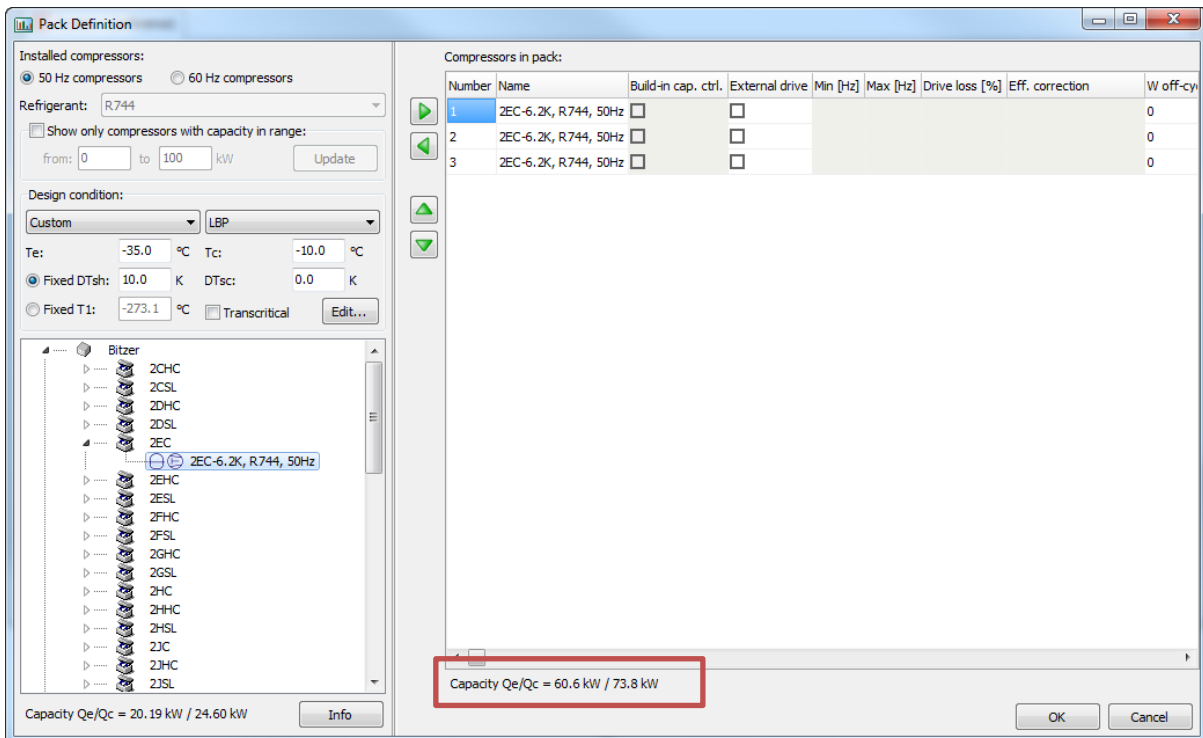 Pack Definition
Installed compressors:
50 Hz compressors 60 Hz compressors
Refrigerant: R744
Show only compressors with capacity in range:
from: 0 to 100 kW Update
Design condition:
Custom LBP
Te: -35.0 °C Tc: -10.0 °C
Fixed DTsh: 10.0 K DTsc: 0.0 K
Fixed T1: -273.1 °C Transcritical Edit...
Bitzer
2CHC
2CSL
2DHC
2DSL
2EC
2EC-6.2K, R744, 50Hz
2EHC
2ESL
2FHC
2FSL
2GHC
2GSL
2HC
2HHC
2HSL
2JC
2JHC
2JSL
Capacity Qe/Qc = 20.19 kW / 24.60 kW Info
Compressors in pack:
Number Name Build-in cap. ctrl. External drive Min [Hz] Max [Hz] Drive loss [%] Eff. correction W off-cy
1 2EC-6.2K, R744, 50Hz 0
2 2EC-6.2K, R744, 50Hz 0
3 2EC-6.2K, R744, 50Hz 0
Capacity Qe/Qc = 60.6 kW / 73.8 kW
OK Cancel